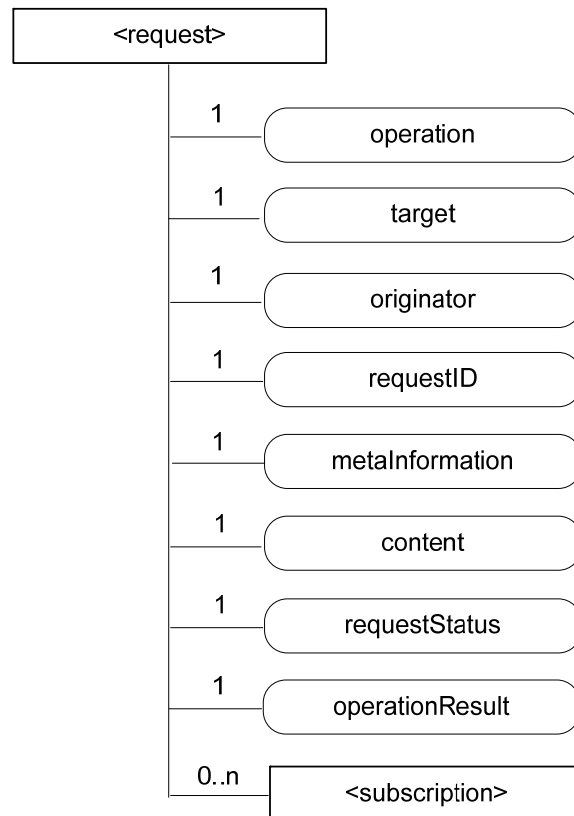 <request>
1
operation
1
target
1
originator
1
requestID
1
metaInformation
1
content
1
requestStatus
1
operationResult
0..n
<subscription>